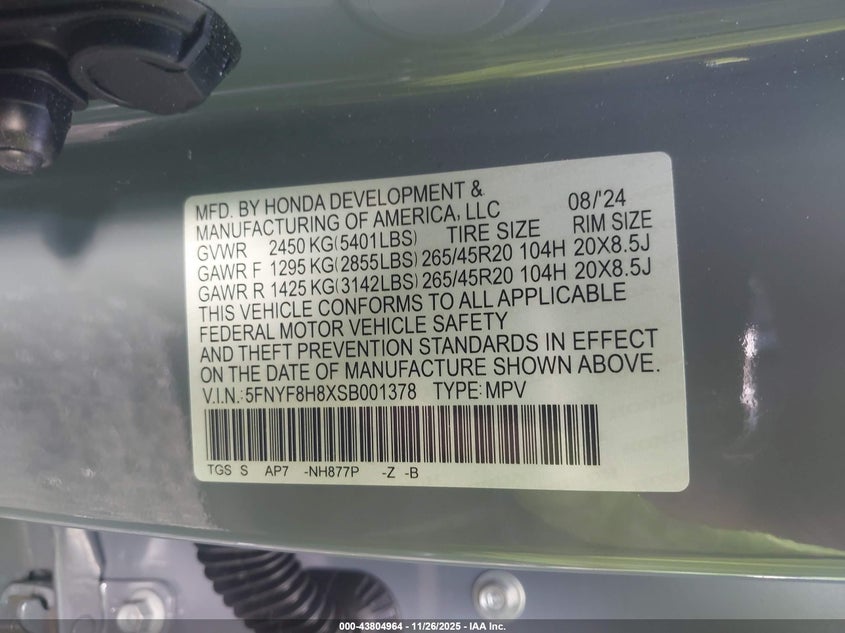 MFD. BY HONDA DEVELOPMENT & 08/'24
MANUFACTURING OF AMERICA, LLC
GVWR 2450 KG(5401LBS) TIRE SIZE RIM SIZE
GAWR F 1295 KG(2855LBS) 265/45R20 104H 20X8.5J
GAWR R 1425 KG(3142LBS) 265/45R20 104H 20X8.5J
THIS VEHICLE CONFORMS TO ALL APPLICABLE
FEDERAL MOTOR VEHICLE SAFETY
AND THEFT PREVENTION STANDARDS IN EFFECT
ON THE DATE OF MANUFACTURE SHOWN ABOVE.
V.I.N.:5FNYF8H8XSB001378 TYPE:MPV
TGS S AP7 -NH877P -Z -B
000-43804964 | 11/26/2025 - IAA Inc.